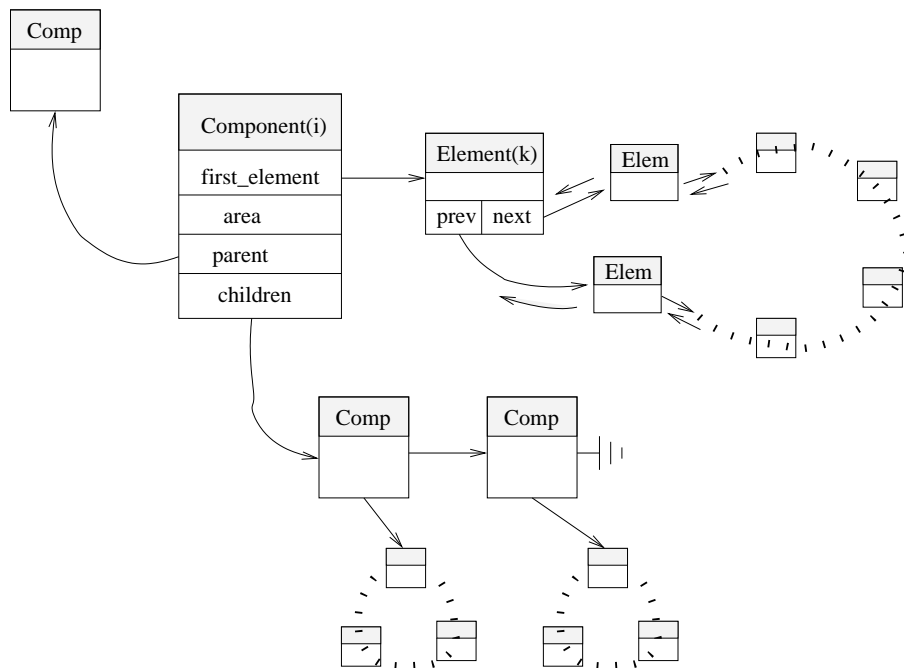 Comp
Component(i)
first_element
area
parent
children
Element(k)
prev next
Elem
Elem
Comp
Comp